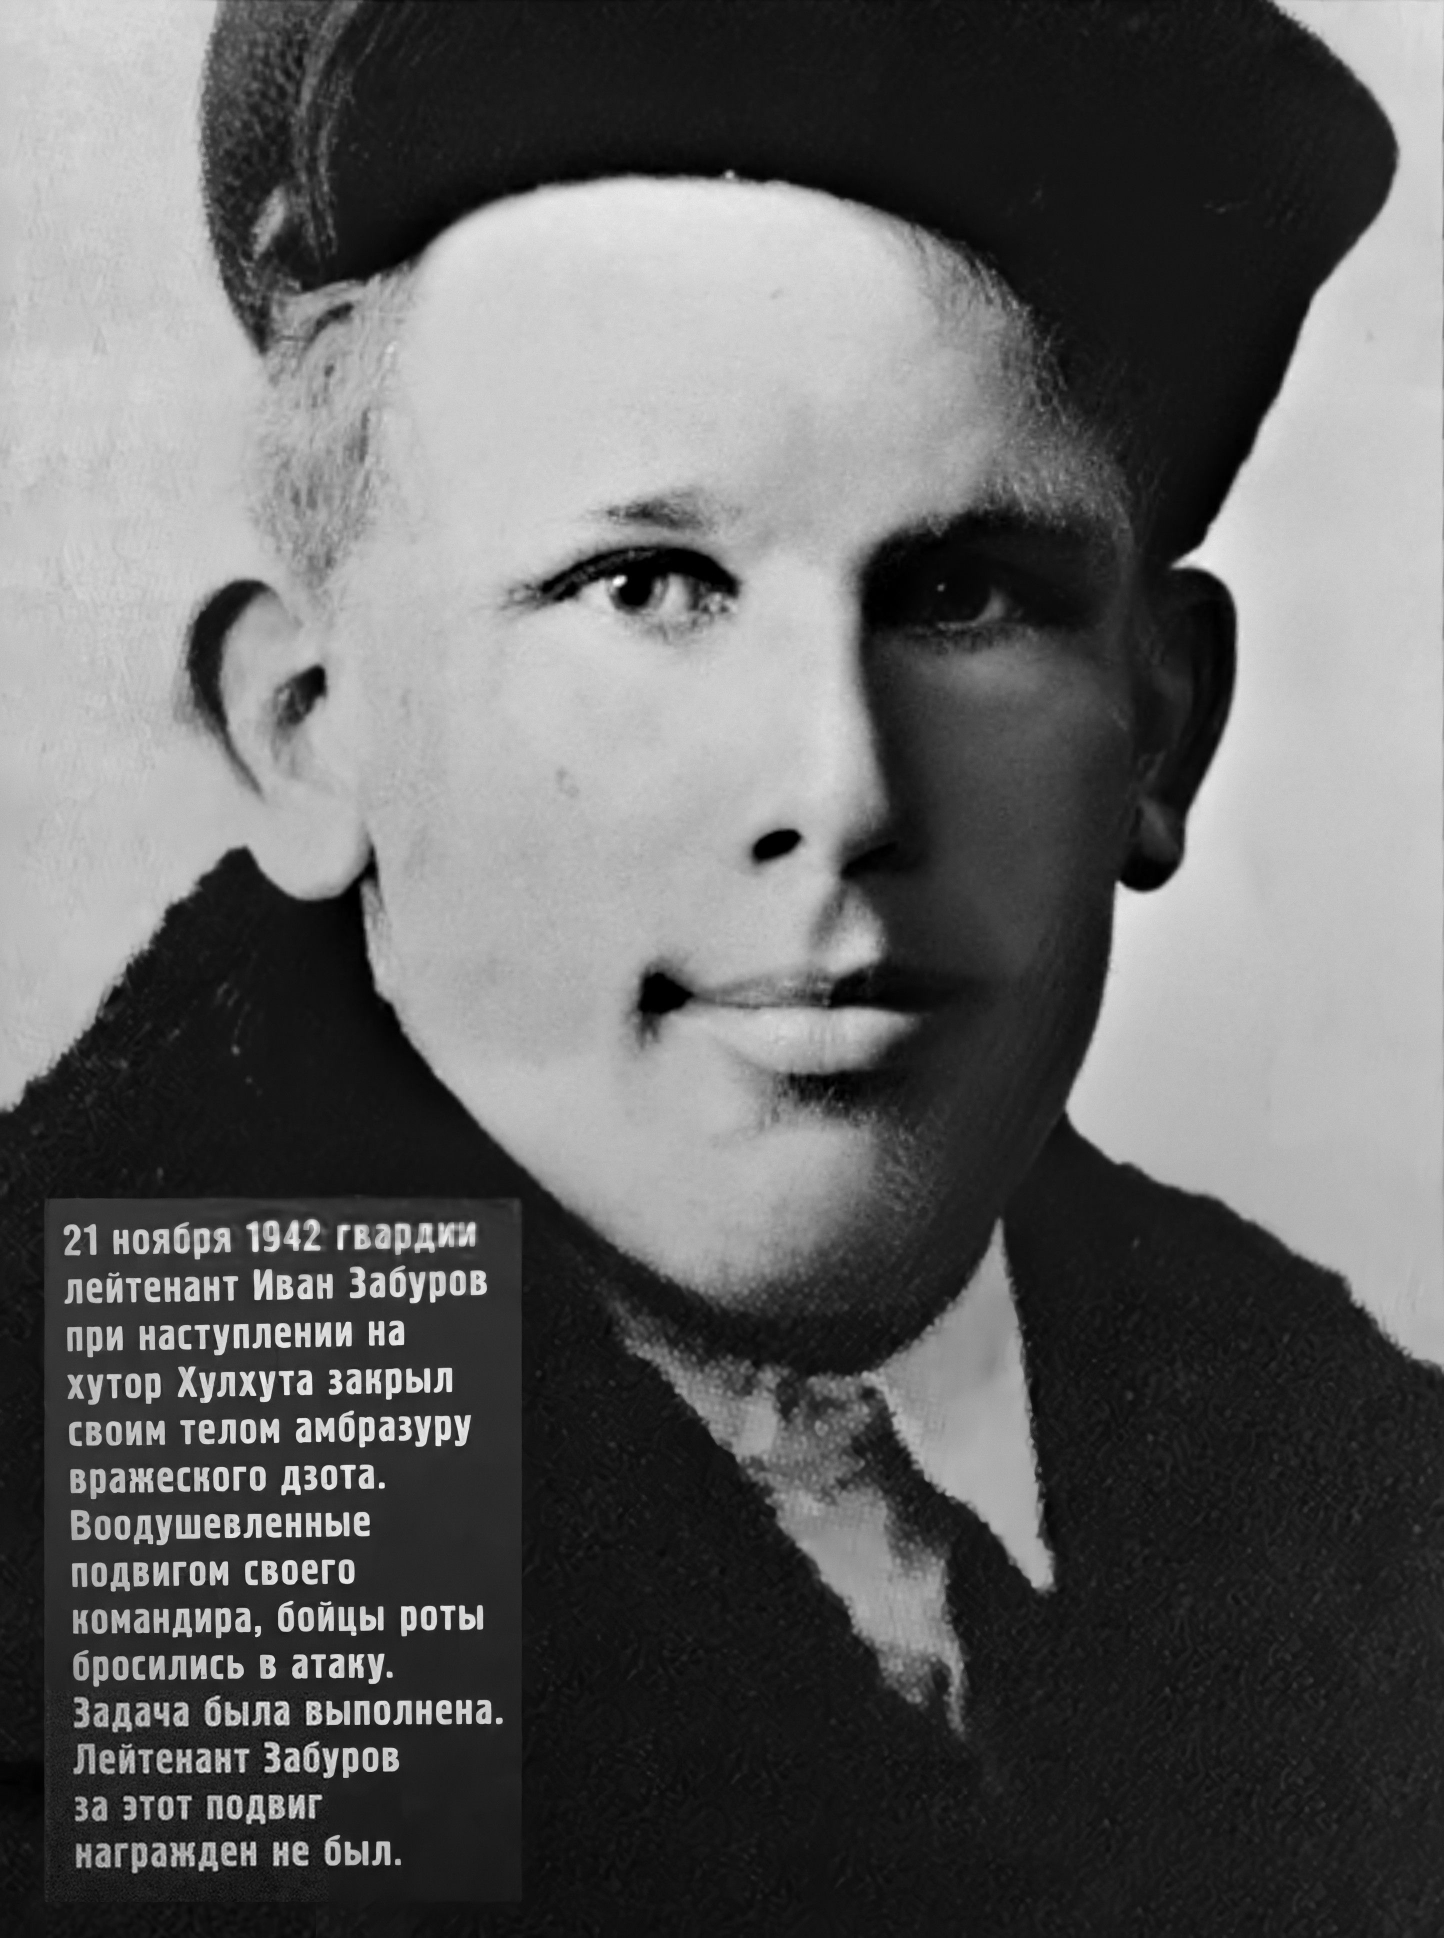 21 ноября 1942 гвардии
лейтенант Иван Забуров
при наступлении на
хутор Хулхута закрыл
своим телом амбразуру
вражеского дзота.
Воодушевленные
подвигом своего
командира, бойцы роты
бросились в атаку.
Задача была выполнена.
Лейтенант Забуров
за этот подвиг
награжден не был.